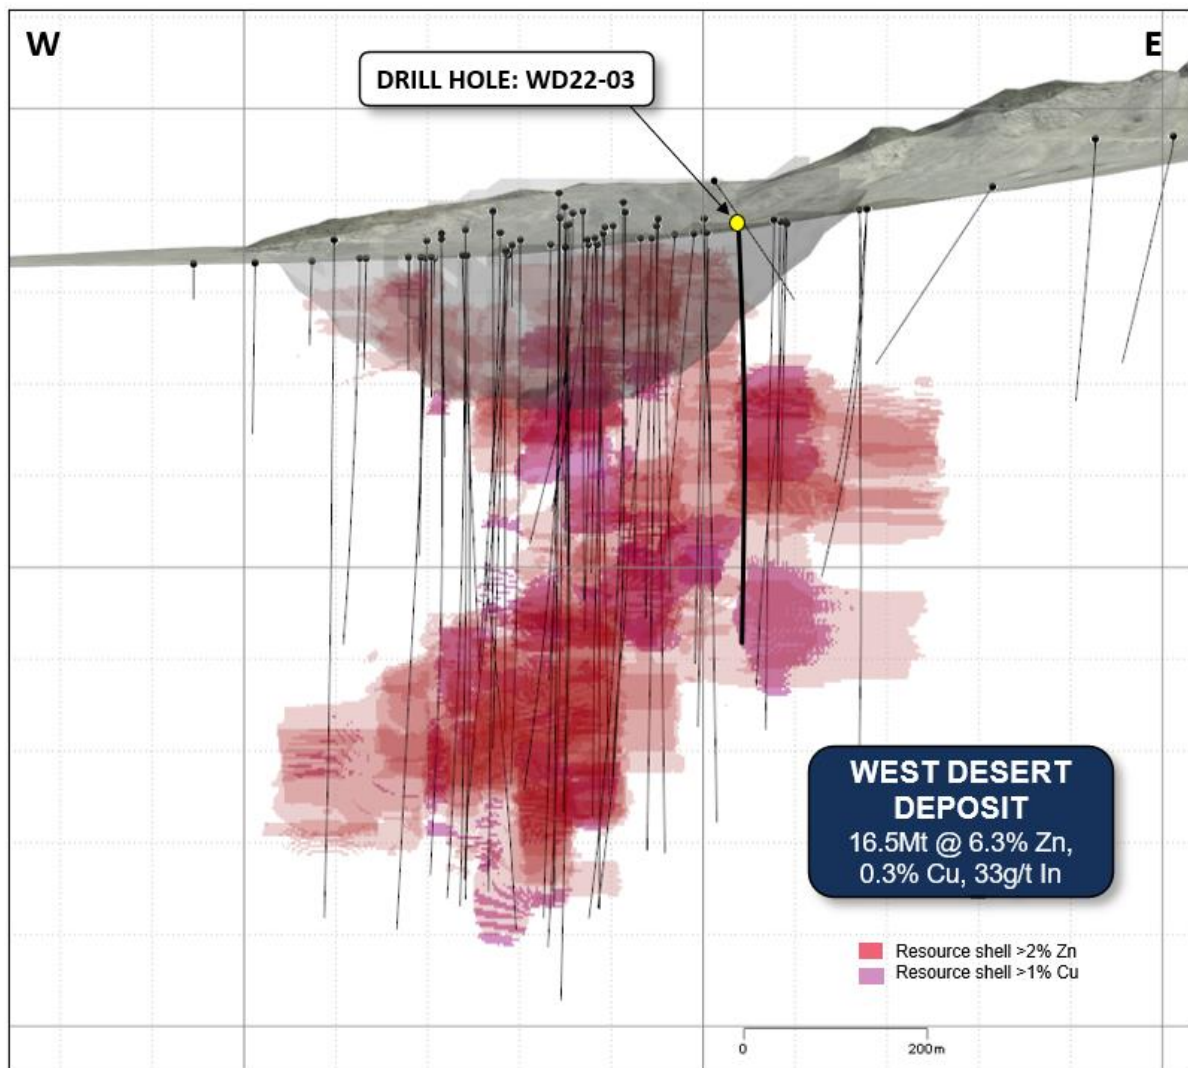 W
E
DRILL HOLE: WD22-03
WEST DESERT
DEPOSIT
16.5Mt @ 6.3% Zn,
0.3% Cu, 33g/t In
Resource shell >2% Zn
Resource shell >1% Cu
0
200m